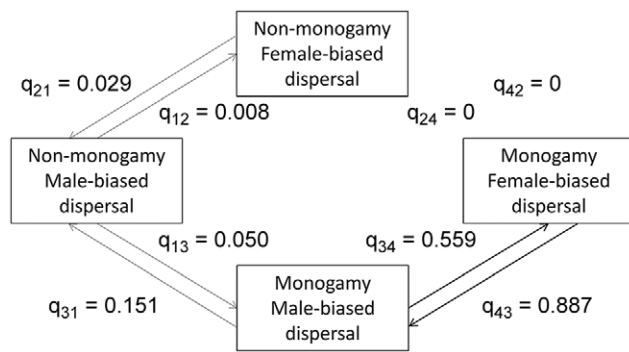 Non-monogamy
Female-biased
dispersal
q21 = 0.029
q42 = 0
q12 = 0.008
q24 = 0
Non-monogamy
Male-biased
dispersal
Monogamy
Female-biased
dispersal
q13 = 0.050
q34 = 0.559
Monogamy
Male-biased
dispersal
q31 = 0.151
q43 = 0.887